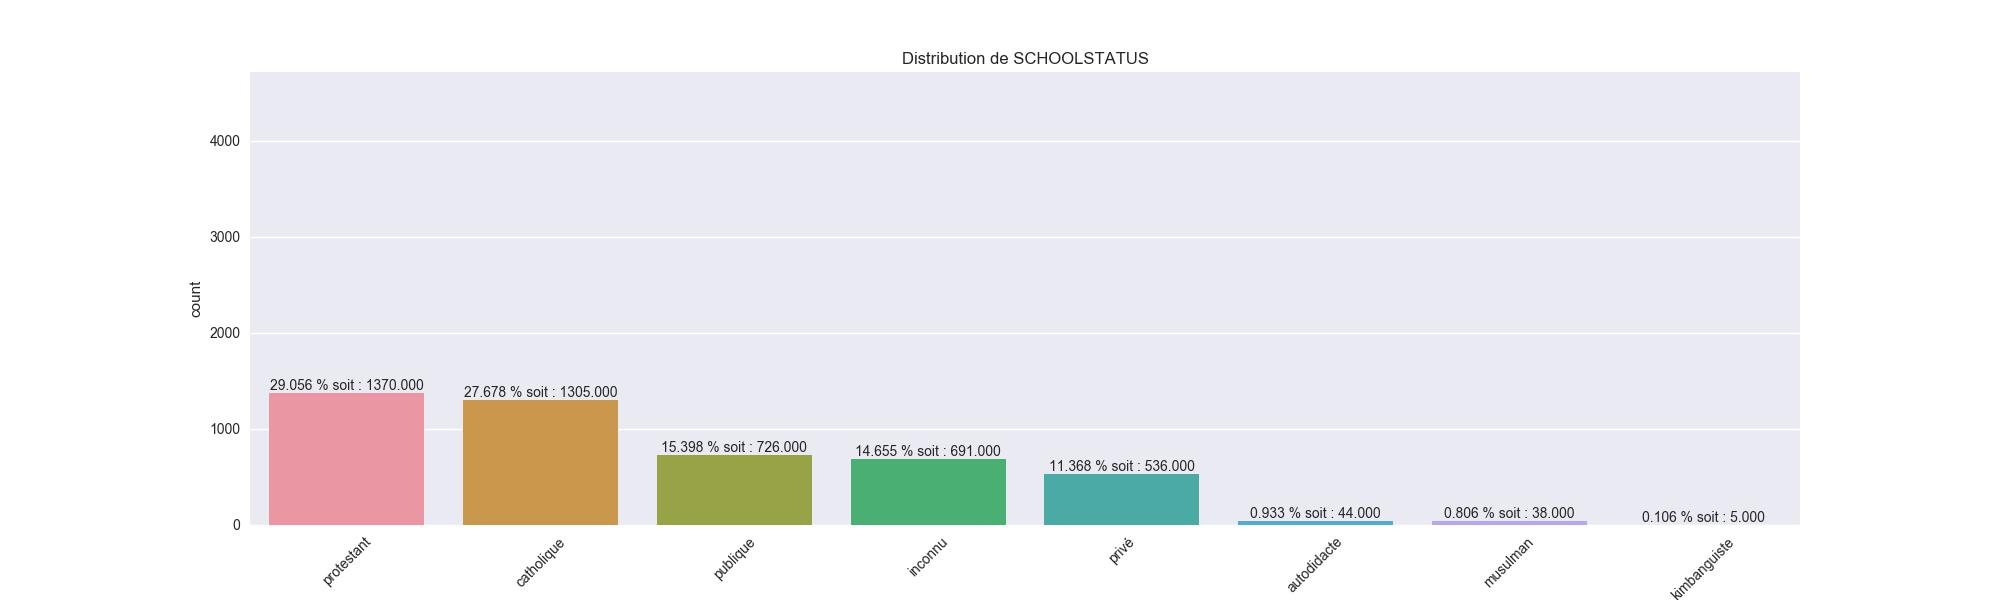 Distribution de SCHOOLSTATUS
4000
3000
2000
1000
0
count
29.056 % soit : 1370.000
27.678 % soit : 1305.000
15.398 % soit : 726.000
14.655 % soit : 691.000
11.368 % soit : 536.000
0.933 % soit : 44.000
0.806 % soit : 38.000
0.106 % soit : 5.000
protestant
catholique
publique
inconnu
privé
autodidacte
musulman
kimbanguiste